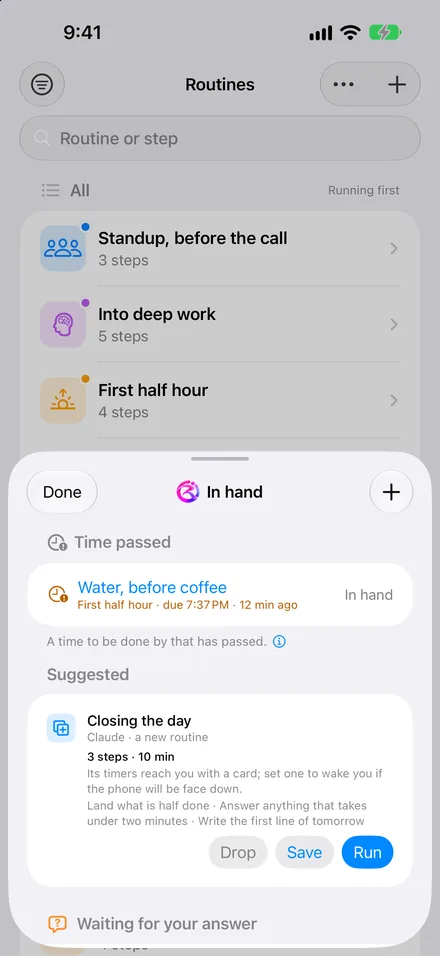 9:41
Routines
Routine or step
All
Running first
Standup, before the call
3 steps
Into deep work
5 steps
First half hour
4 steps
Done
In hand
Time passed
Water, before coffee
First half hour · due 7:37 PM · 12 min ago
In hand
A time to be done by that has passed.
Suggested
Closing the day
Claude · a new routine
3 steps · 10 min
Its timers reach you with a card; set one to wake you if
the phone will be face down.
Land what is half done · Answer anything that takes
under two minutes · Write the first line of tomorrow
Drop
Save
Run
Waiting for your answer